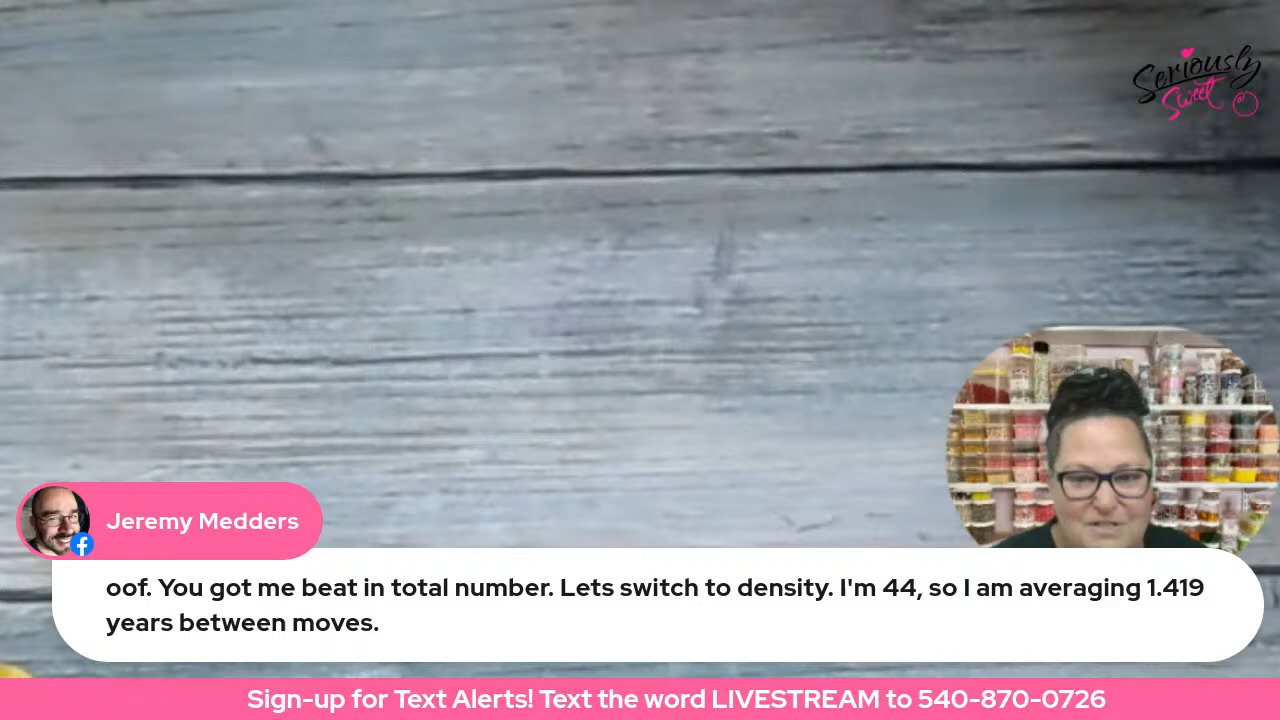 Seriously
Sweet
Jeremy Medders
oof. You got me beat in total number. Lets switch to density. I'm 44, so I am averaging 1.419
years between moves.
Sign-up for Text Alerts! Text the word LIVESTREAM to 540-870-0726